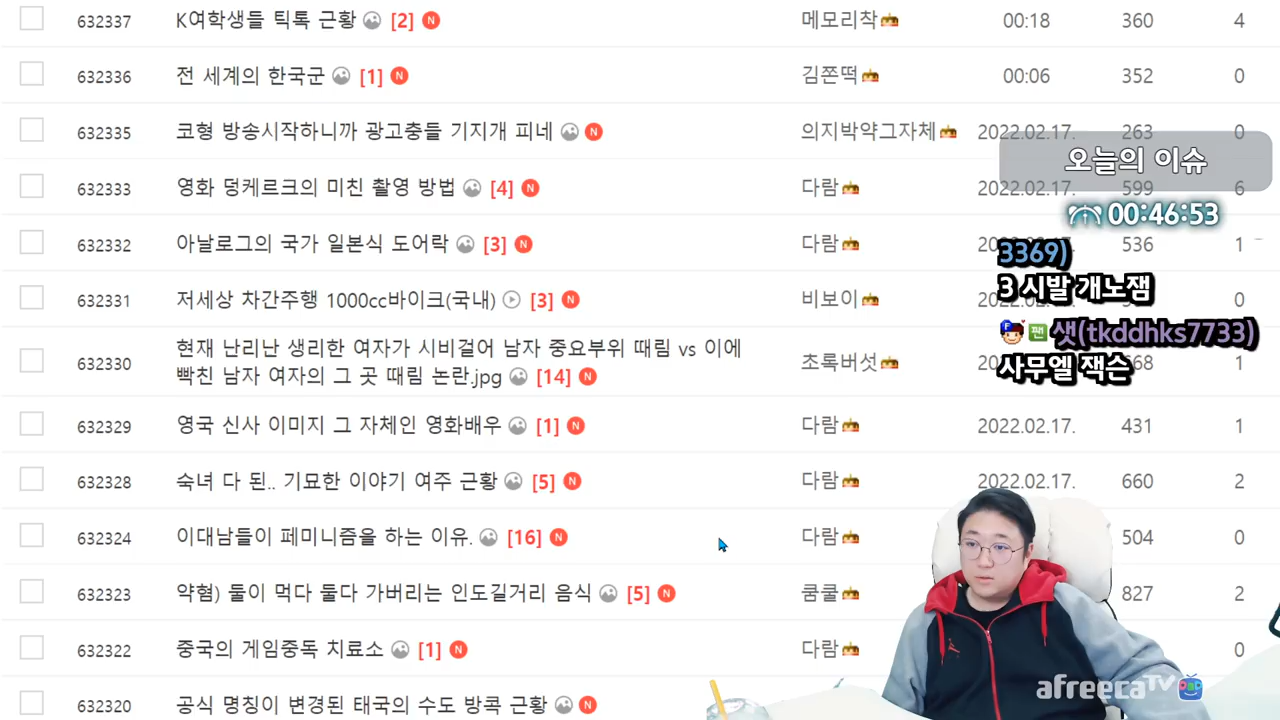 632337 K여학생들 틱톡 근황 [2] N 메모리착 00:18 360 4
632336 전 세계의 한국군 [1] N 김쫀떡 00:06 352 0
632335 코형 방송시작하니까 광고충들 기지개 피네 N 의지박약그자체 2022.02.17. 263 0
오늘의 이슈
632333 영화 덩케르크의 미친 촬영 방법 [4] N 다람 2022.02.17. 599 6
00:46:53
632332 아날로그의 국가 일본식 도어락 [3] N 다람 2022.02.17. 536 1
3369)
3 시발 개노잼
632331 저세상 차간주행 1000cc바이크(국내) [3] N 비보이 0
F 팬 샛(tkddhks7733)
사무엘 잭슨
632330 현재 난리난 생리한 여자가 시비걸어 남자 중요부위 때림 vs 이에
빡친 남자 여자의 그 곳 때림 논란.jpg [14] N 초록버섯 68 1
632329 영국 신사 이미지 그 자체인 영화배우 [1] N 다람 2022.02.17. 431 1
632328 숙녀 다 된.. 기묘한 이야기 여주 근황 [5] N 다람 2022.02.17. 660 2
632324 이대남들이 페미니즘을 하는 이유. [16] N 다람 504 0
632323 약혐) 둘이 먹다 둘다 가버리는 인도길거리 음식 [5] N 쿰쿨 827 2
632322 중국의 게임중독 치료소 [1] N 다람 0
afreecaTV
632320 공식 명칭이 변경된 태국의 수도 방콕 근황 N